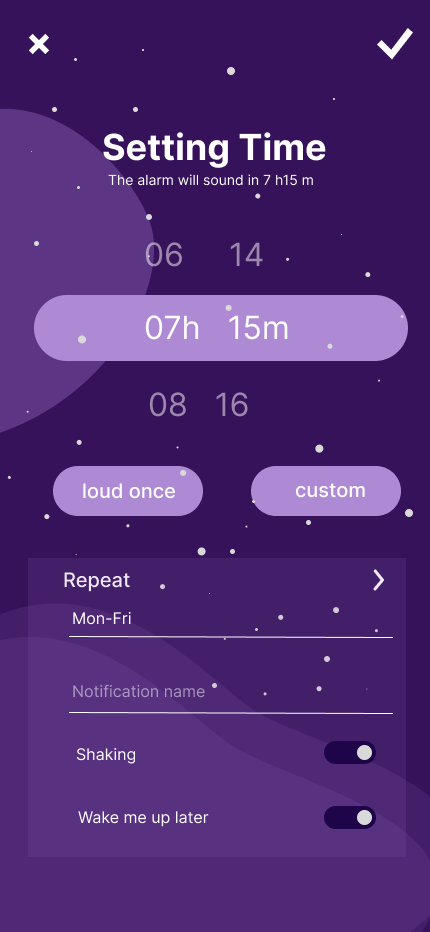 Setting Time
The alarm will sound in 7 h15 m
06 14
07h 15m
08 16
loud once custom
Repeat
Mon-Fri
Notification name
Shaking
Wake me up later